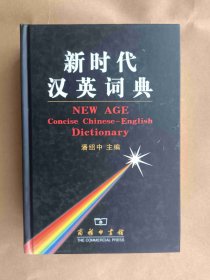 新时代
汉英词典
NEW AGE
Concise Chinese-English
Dictionary
潘绍中 主编
商务印书馆
THE COMMERCIAL PRESS